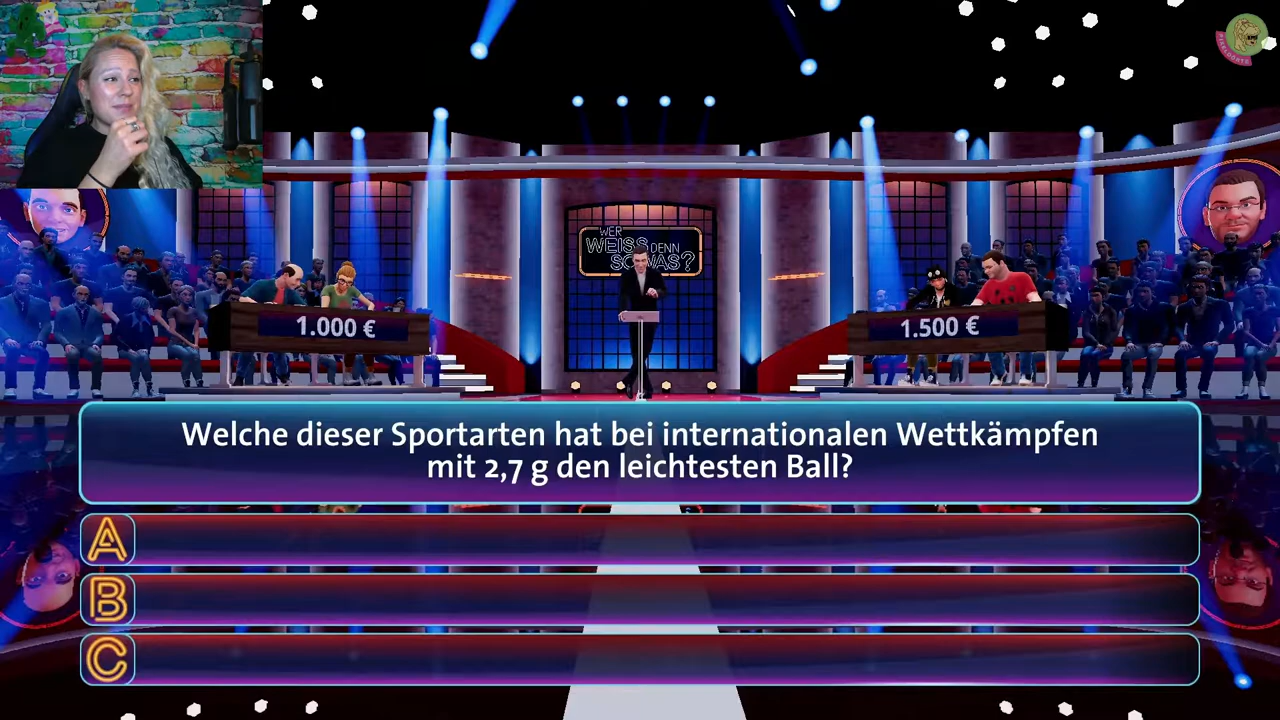 WER
WEISS DENN
SOWAS?
1.000 €
1.500 €
Welche dieser Sportarten hat bei internationalen Wettkämpfen
mit 2,7 g den leichtesten Ball?
A
B
C